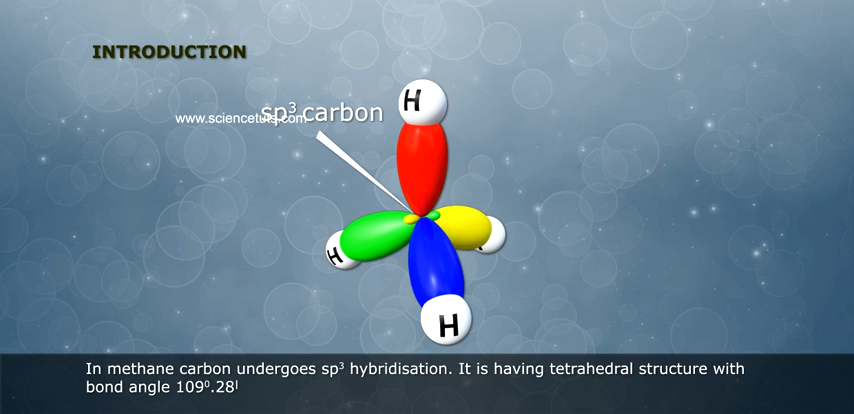 INTRODUCTION
www.sciencetuts.com
sp³ carbon
H
H
H
H
In methane carbon undergoes sp³ hybridisation. It is having tetrahedral structure with
bond angle 109⁰.28ˡ